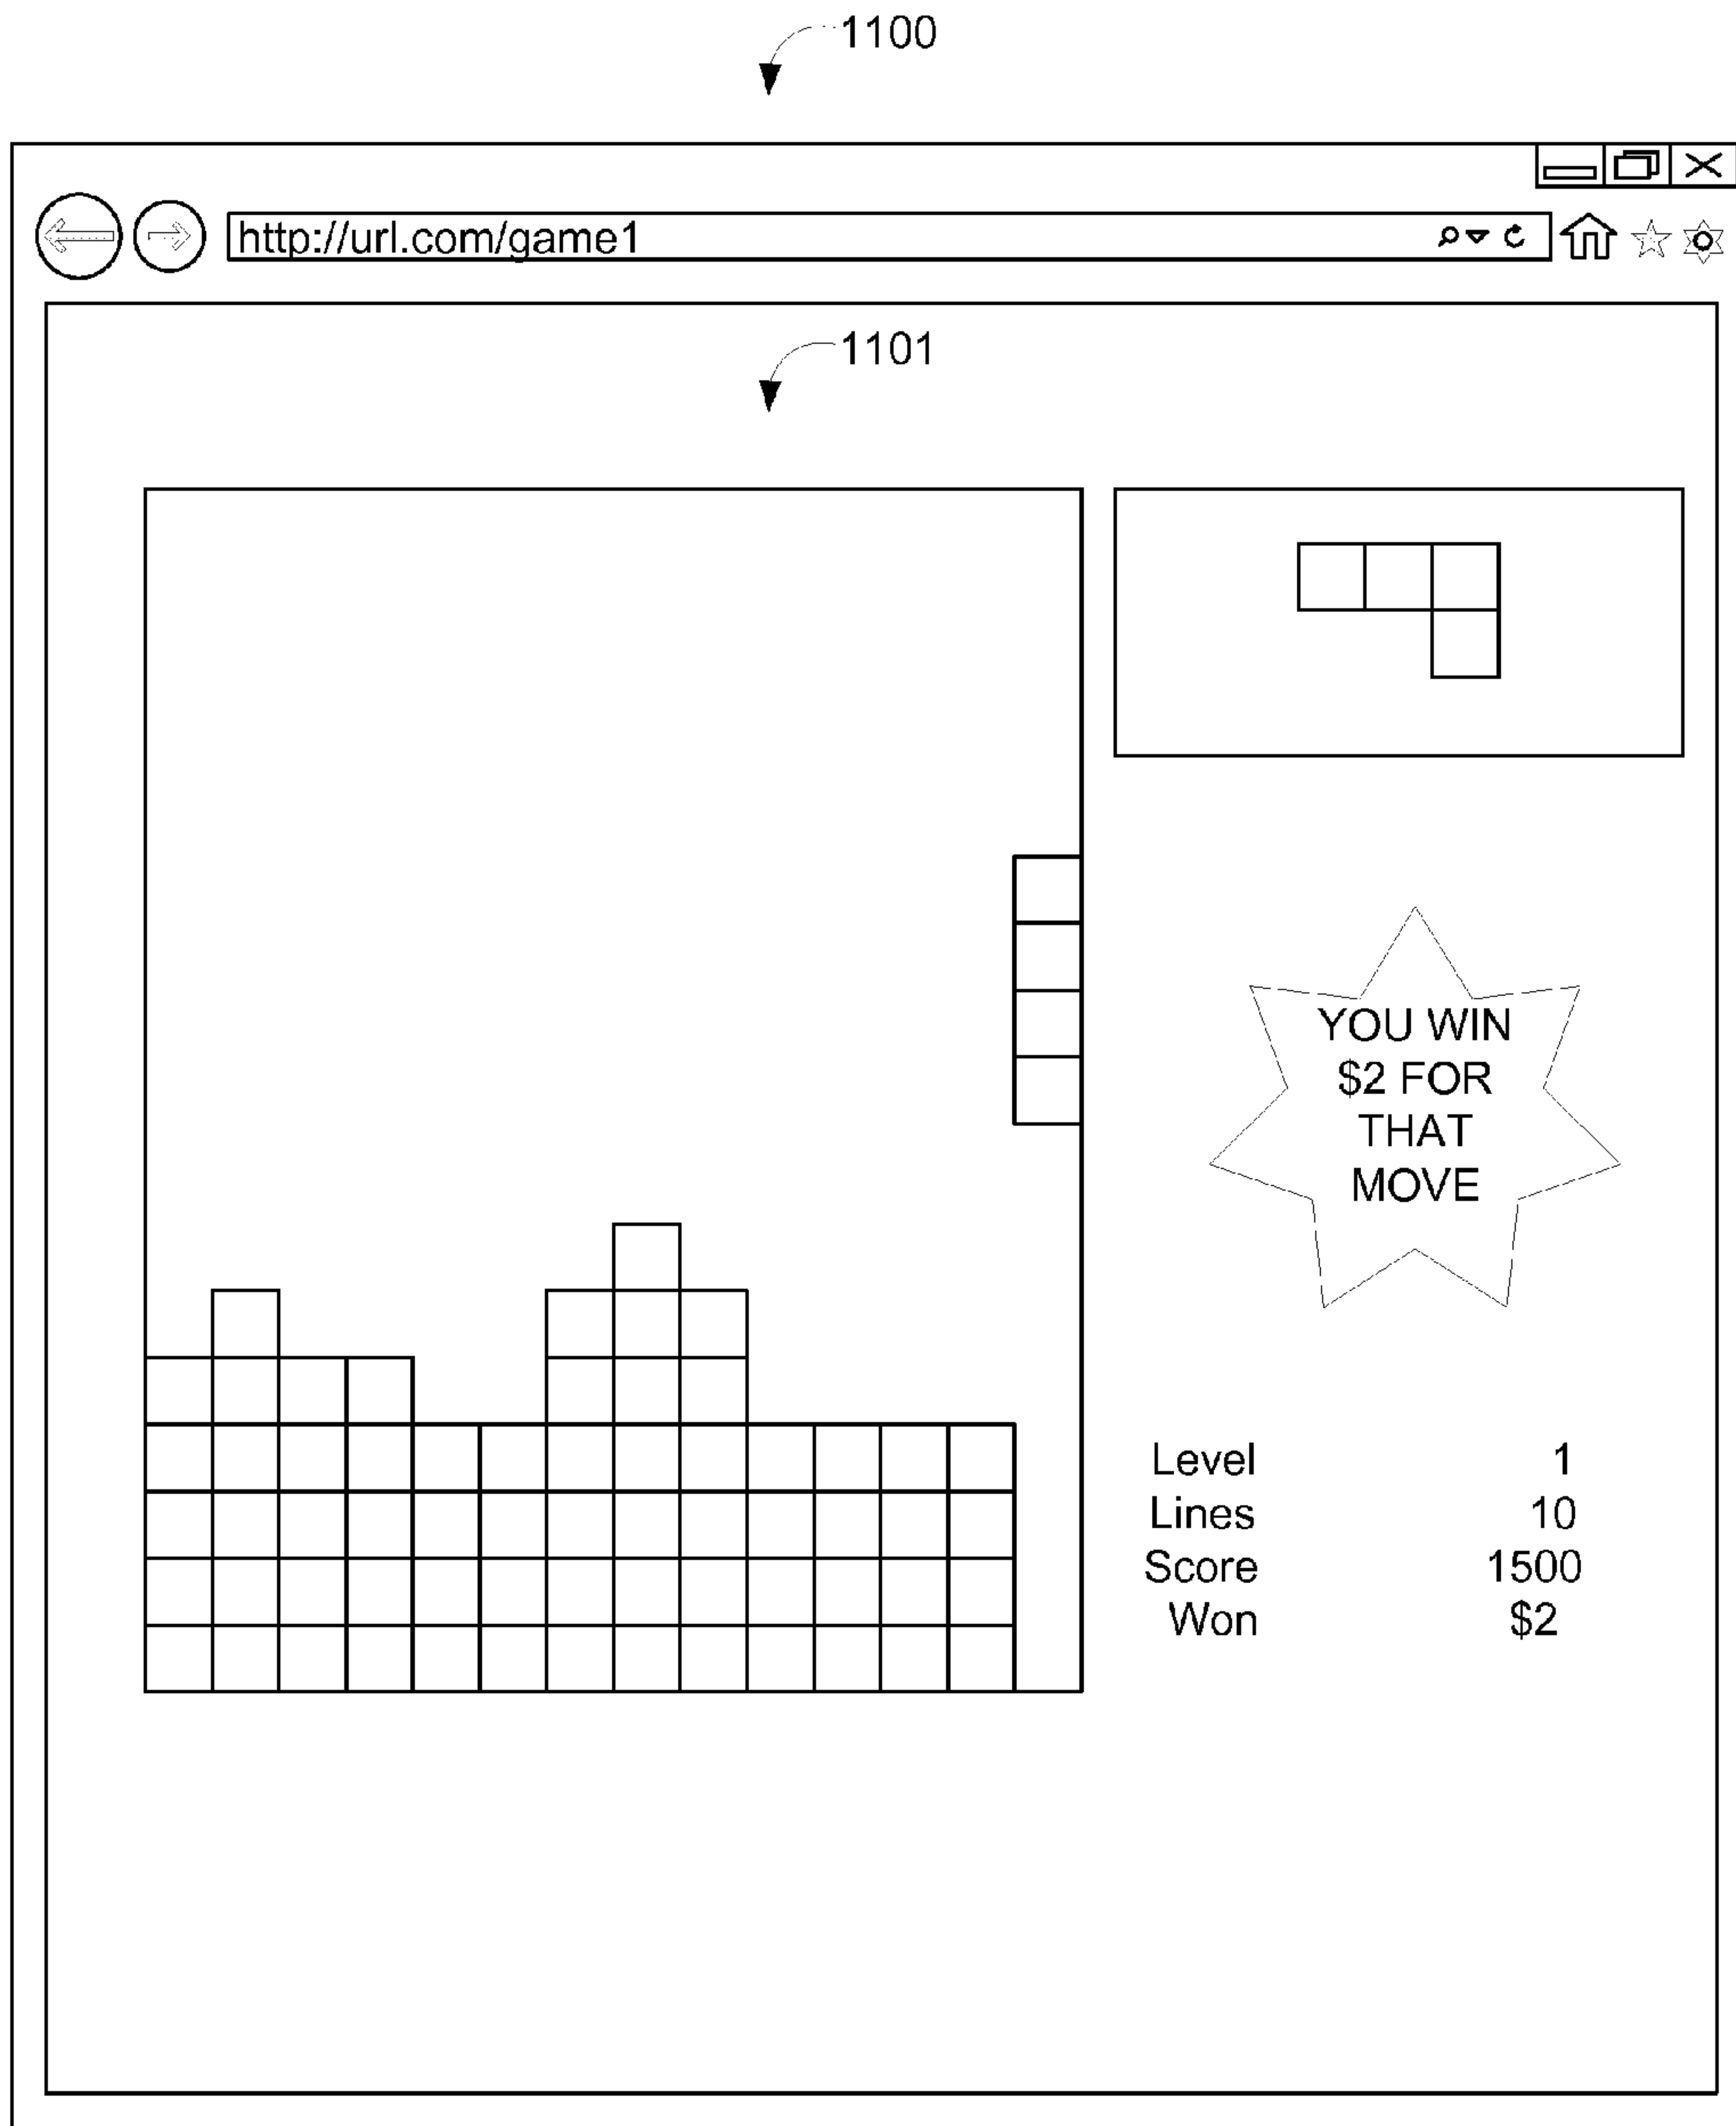 1100
http://url.com/game1
1101
YOU WIN
$2 FOR
THAT
MOVE
Level 1
Lines 10
Score 1500
Won $2